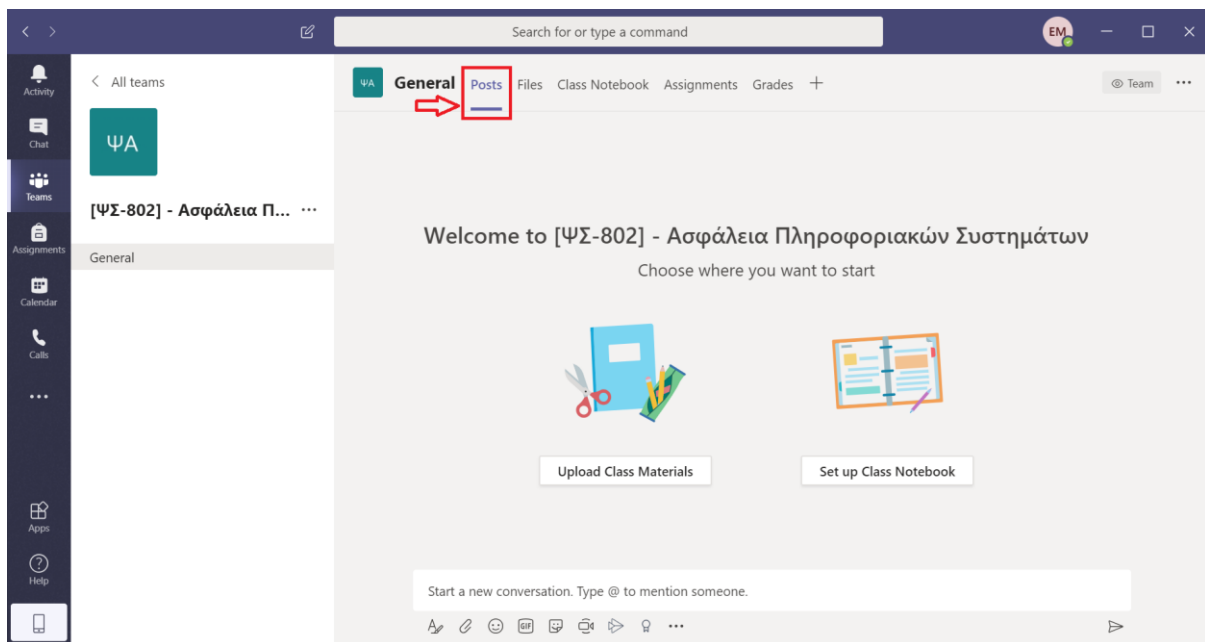 Search for or type a command
EM
Activity
Chat
Teams
Assignments
Calendar
Calls
Apps
Help
All teams
ΨΑ
[ΨΣ-802] - Ασφάλεια Π...
General
ΨΑ
General Posts Files Class Notebook Assignments Grades
Team
Welcome to [ΨΣ-802] - Ασφάλεια Πληροφοριακών Συστημάτων
Choose where you want to start
Upload Class Materials
Set up Class Notebook
Start a new conversation. Type @ to mention someone.
GIF